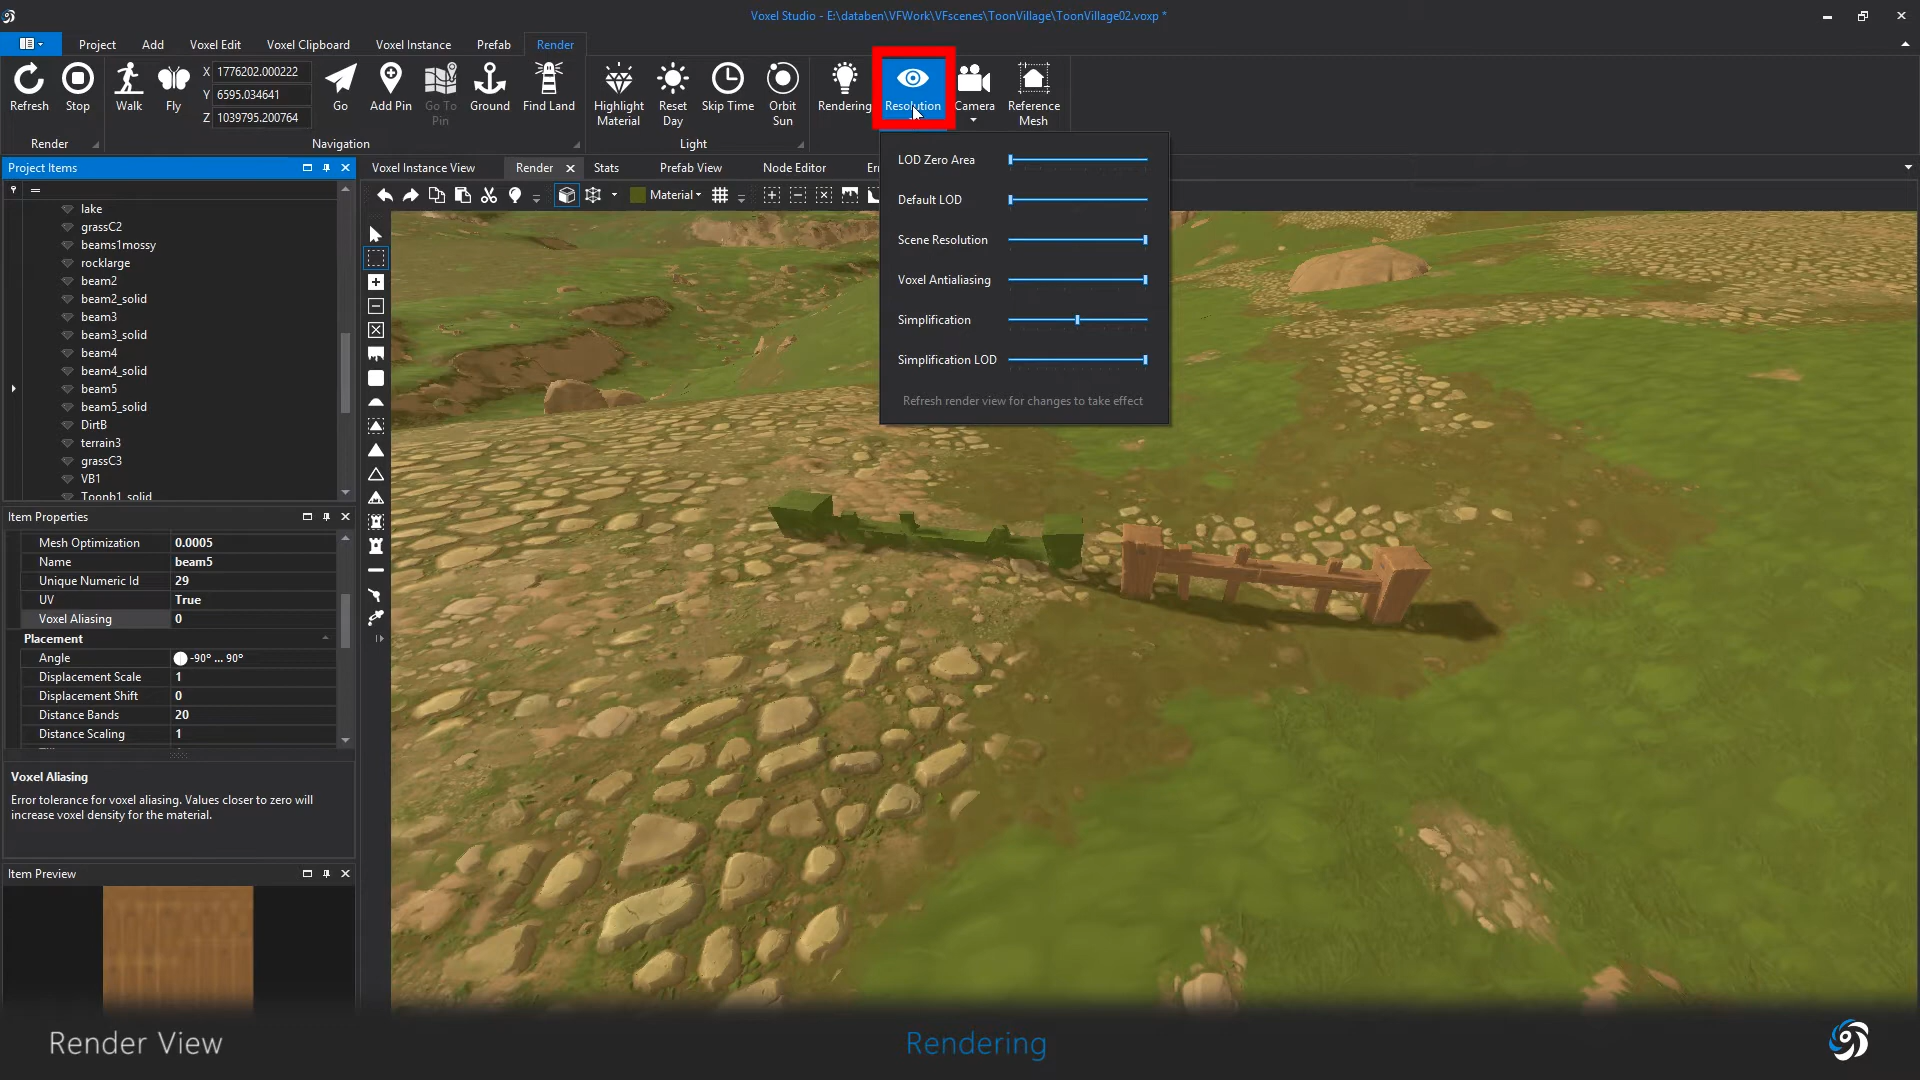 Voxel Studio - E:\databen\VFWork\VFscenes\ToonVillage\ToonVillage02.voxp *
Project Add Voxel Edit Voxel Clipboard Voxel Instance Prefab Render
X 1776202.000222
Y 6595.034641
Z 1039795.200764
Refresh Stop Walk Fly Go Add Pin Go To Pin Ground Find Land Highlight Material Reset Day Skip Time Orbit Sun Rendering Resolution Camera Reference Mesh
Render Navigation Light
Project Items
Voxel Instance View Render Stats Prefab View Node Editor Er
Material
lake
grassC2
beams1mossy
rocklarge
beam2
beam2_solid
beam3
beam3_solid
beam4
beam4_solid
beam5
beam5_solid
DirtB
terrain3
grassC3
VB1
Toonb1_solid
LOD Zero Area
Default LOD
Scene Resolution
Voxel Antialiasing
Simplification
Simplification LOD
Refresh render view for changes to take effect
Item Properties
Mesh Optimization 0.0005
Name beam5
Unique Numeric Id 29
UV True
Voxel Aliasing 0
Placement
Angle -90° ... 90°
Displacement Scale 1
Displacement Shift 0
Distance Bands 20
Distance Scaling 1
Voxel Aliasing
Error tolerance for voxel aliasing. Values closer to zero will
increase voxel density for the material.
Item Preview
Render View
Rendering